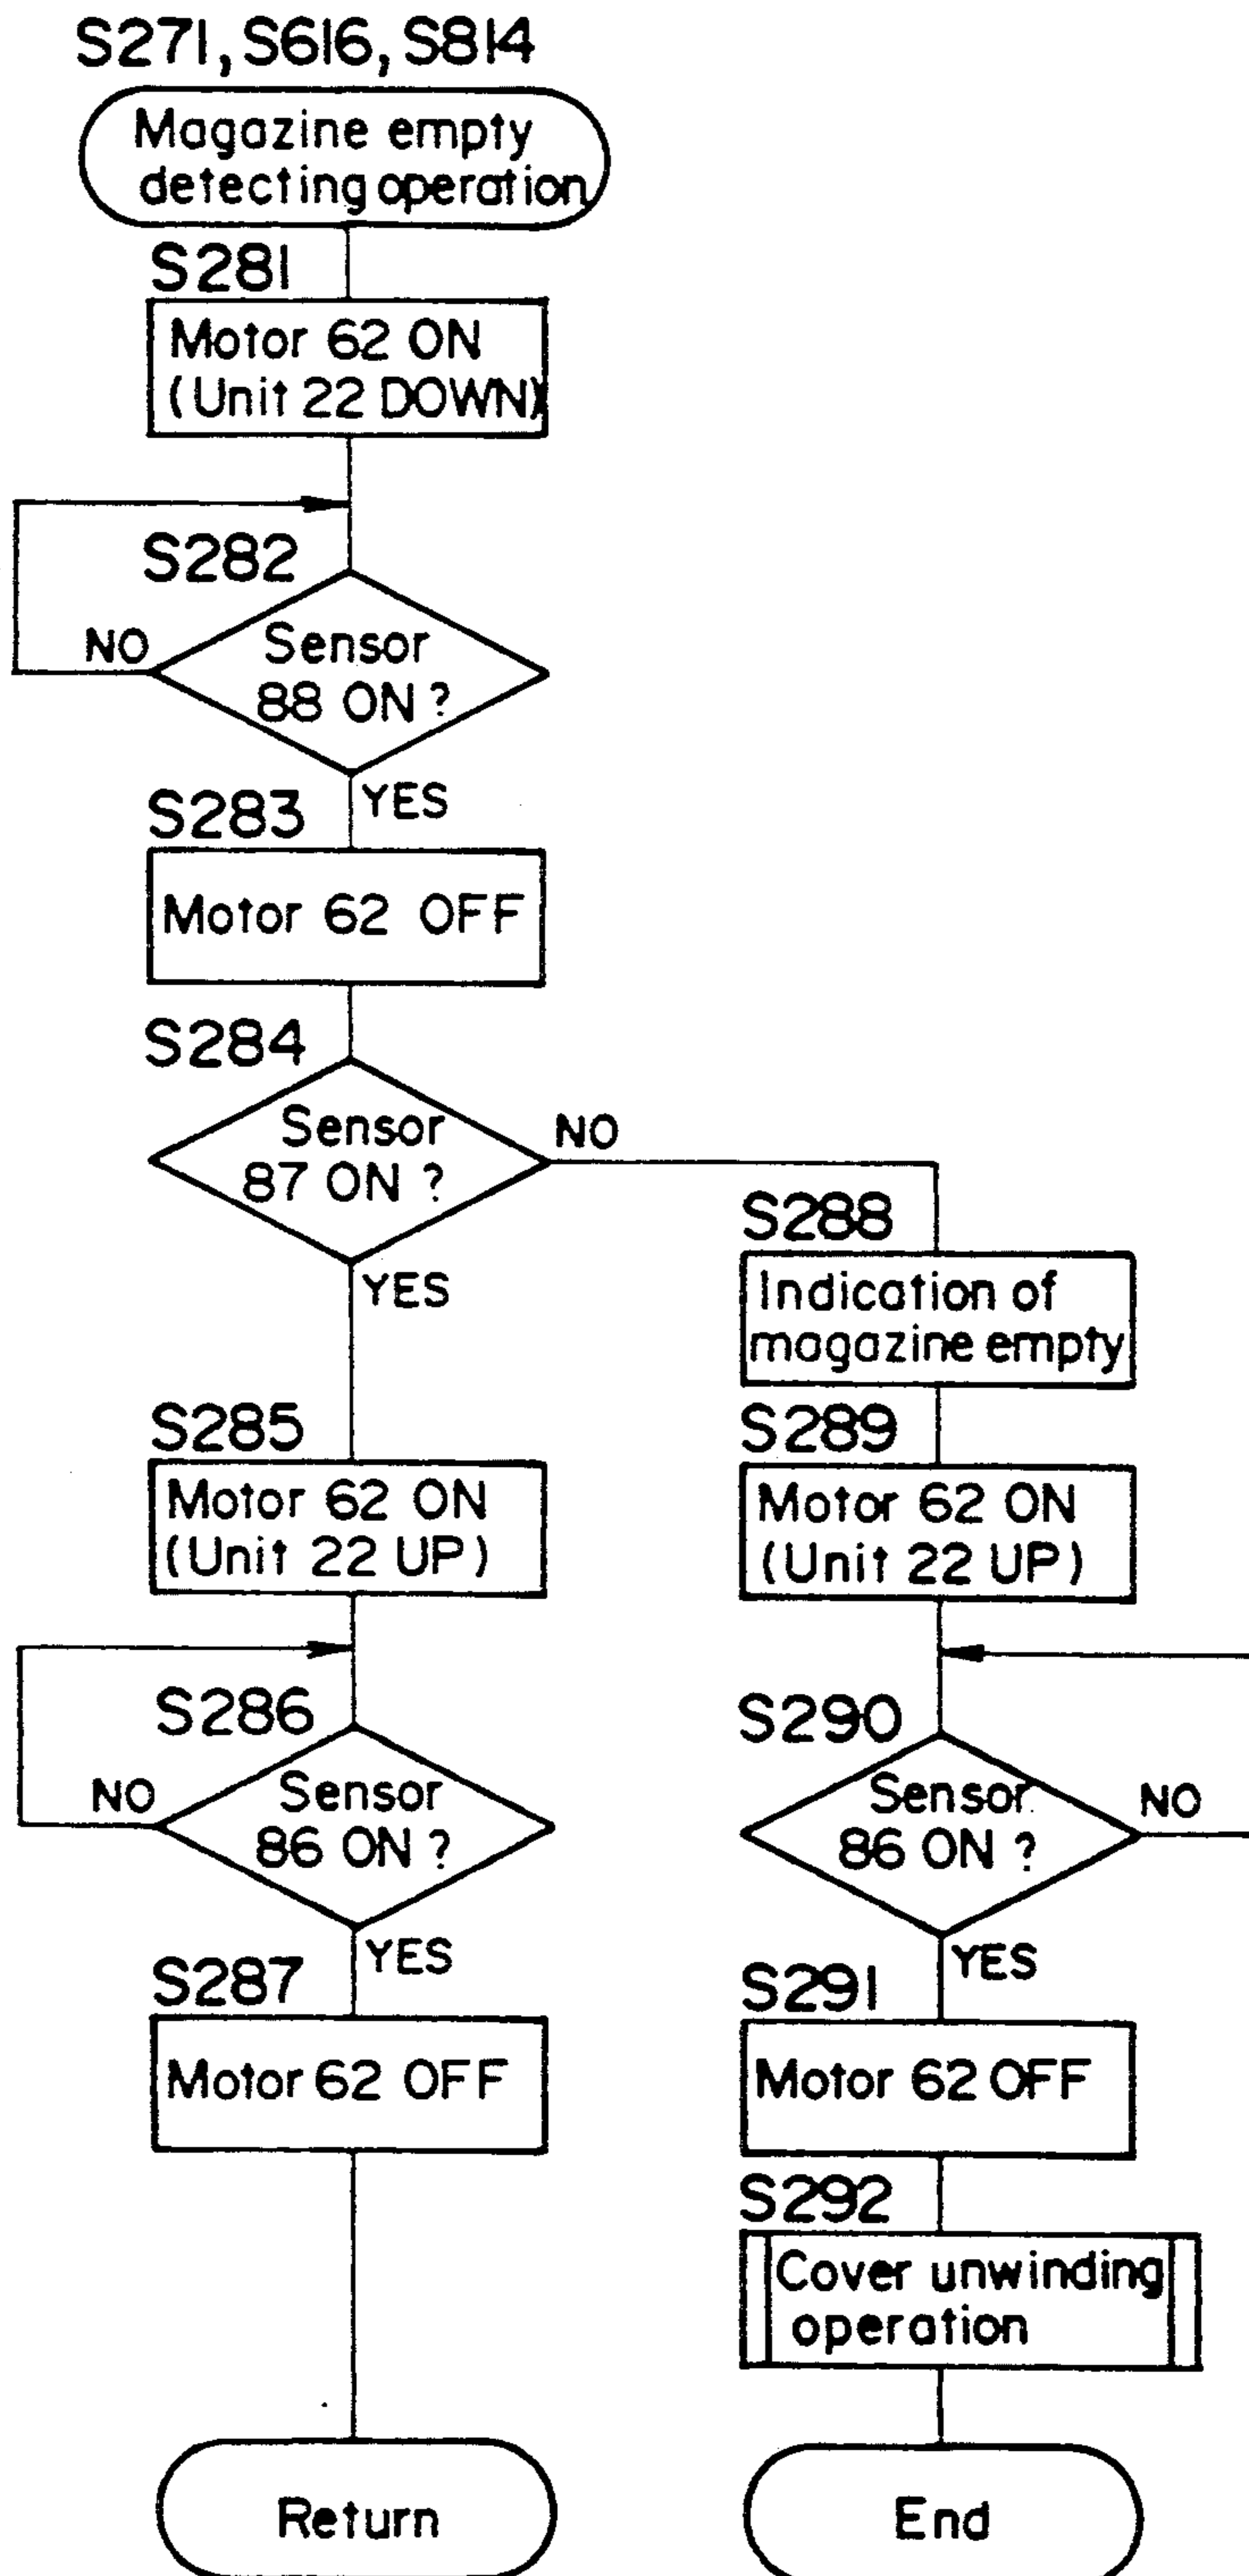 S271, S616, S814
Magazine empty
detecting operation
S281
Motor 62 ON
(Unit 22 DOWN)
S282
NO
Sensor
88 ON ?
YES
S283
Motor 62 OFF
S284
Sensor
87 ON ?
NO
YES
S285
Motor 62 ON
(Unit 22 UP)
S286
NO
Sensor
86 ON ?
YES
S287
Motor 62 OFF
Return
S288
Indication of
magazine empty
S289
Motor 62 ON
(Unit 22 UP)
S290
Sensor
86 ON ?
NO
YES
S291
Motor 62 OFF
S292
Cover unwinding
operation
End